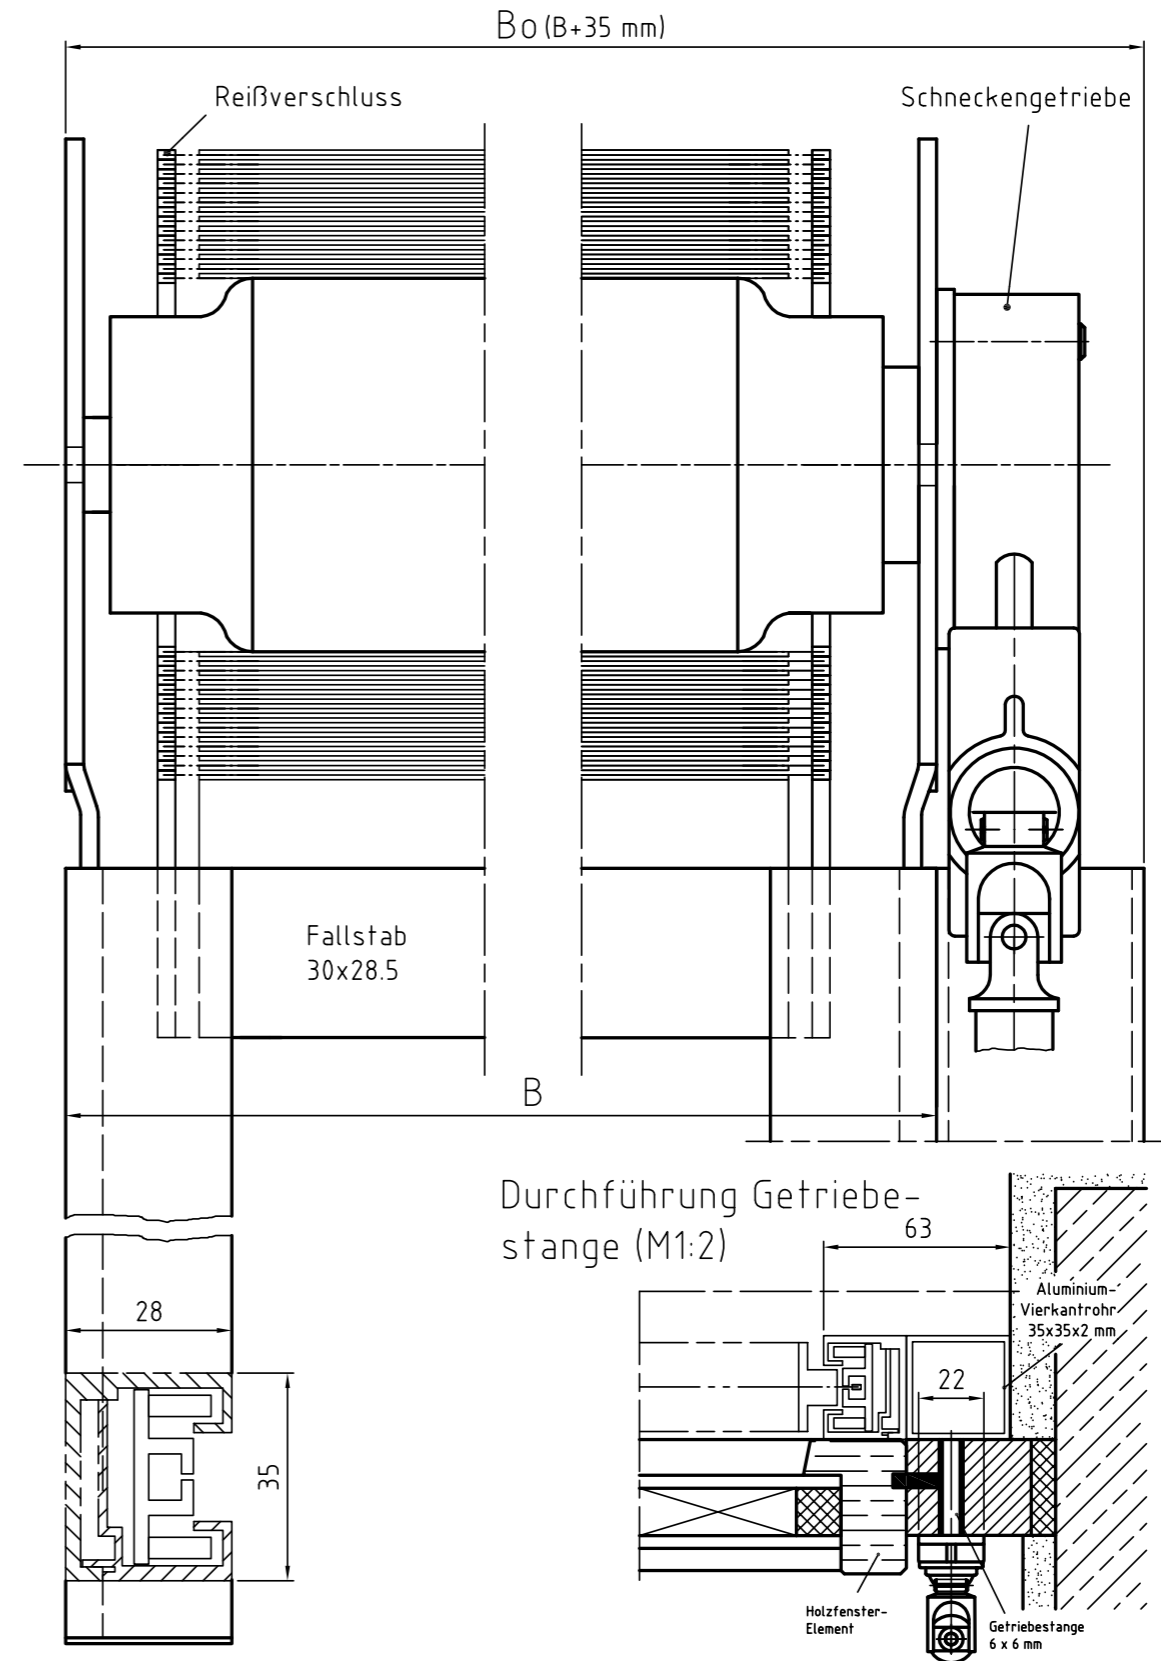 Bo (B+35 mm)
Reißverschluss
Schneckengetriebe
Fallstab
30x28.5
B
Durchführung Getriebe-
stange (M1:2)
63
Aluminium-
Vierkantrohr
35x35x2 mm
28
22
35
Holzfenster-
Element
Getriebestange
6 x 6 mm